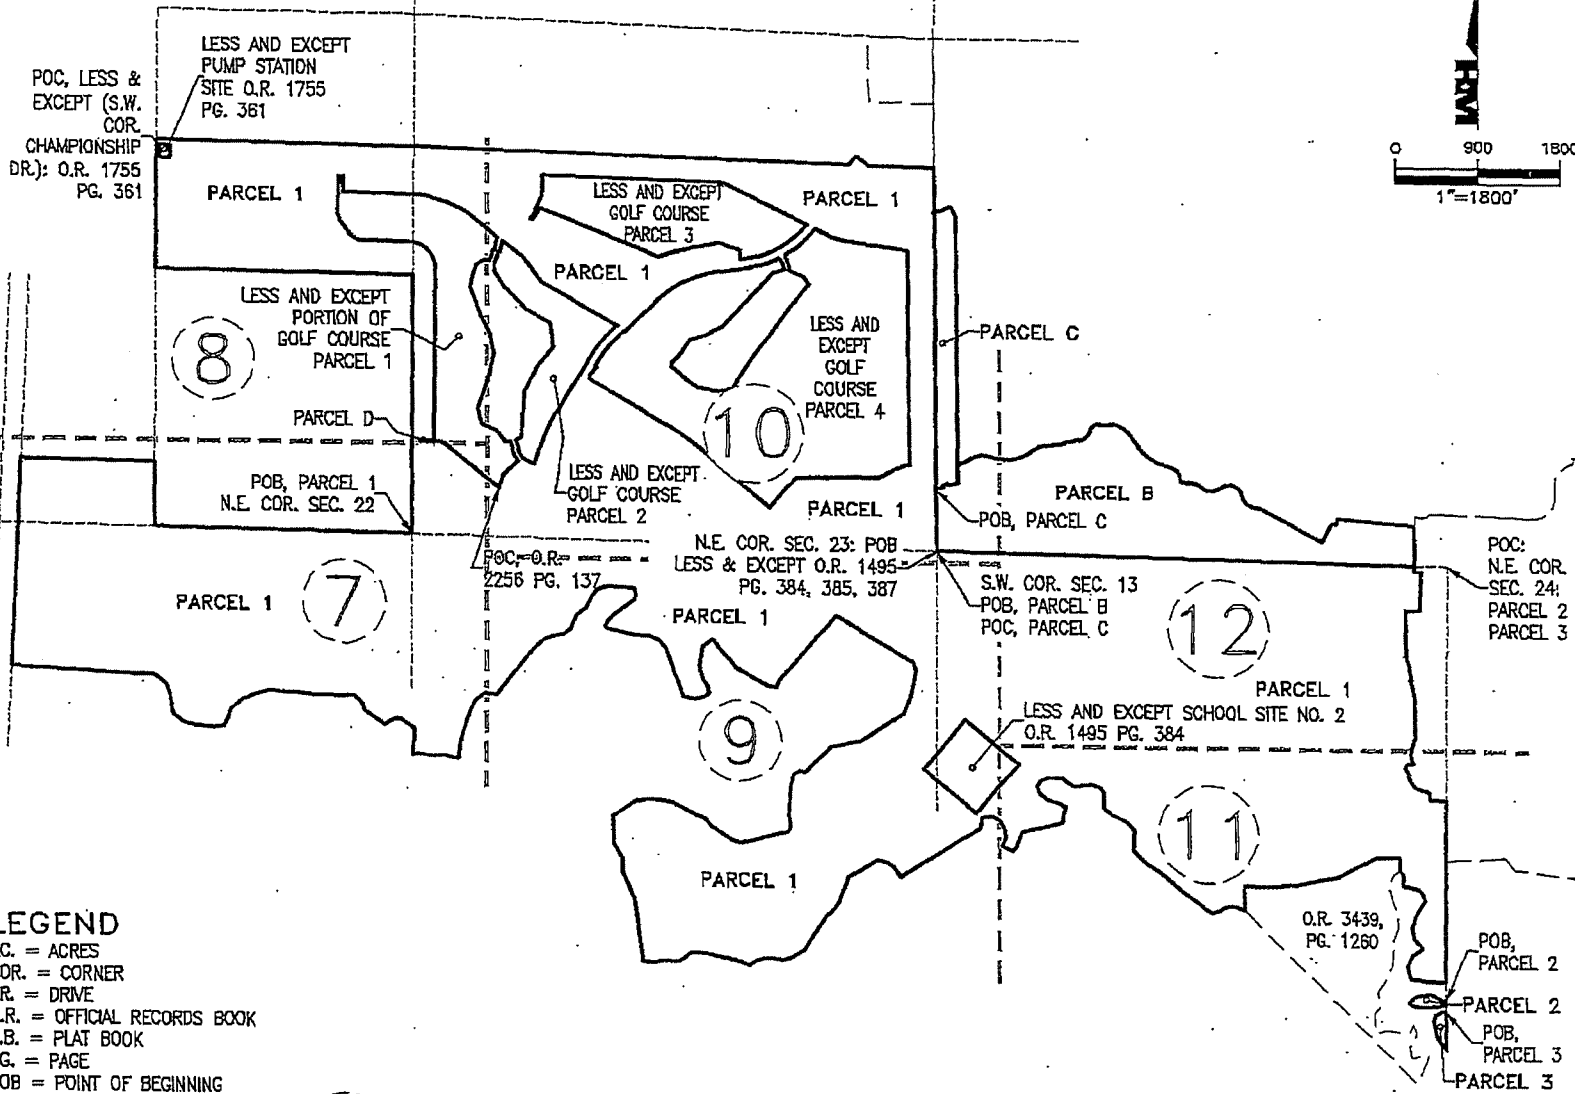 LESS AND EXCEPT
PUMP STATION
SITE O.R. 1755
PG. 361
POC, LESS &
EXCEPT (S.W.
COR.
CHAMPIONSHIP
DR.): O.R. 1755
PG. 361
HM
0 900 1800
1"=1800'
PARCEL 1
LESS AND EXCEPT
GOLF COURSE
PARCEL 3
PARCEL 1
PARCEL 1
LESS AND EXCEPT
PORTION OF
GOLF COURSE
PARCEL 1
8
LESS AND
EXCEPT
GOLF
COURSE
PARCEL 4
PARCEL C
10
PARCEL D
POB, PARCEL 1
N.E. COR. SEC. 22
LESS AND EXCEPT
GOLF COURSE
PARCEL 2
PARCEL 1
PARCEL B
POB, PARCEL C
POC, O.R.
2256 PG. 137
N.E. COR. SEC. 23: POB
LESS & EXCEPT O.R. 1495
PG. 384, 385, 387
S.W. COR. SEC. 13
POB, PARCEL B
POC, PARCEL C
POC:
N.E. COR.
SEC. 24:
PARCEL 2
PARCEL 3
PARCEL 1
7
PARCEL 1
12
PARCEL 1
LESS AND EXCEPT SCHOOL SITE NO. 2
O.R. 1495 PG. 384
9
11
PARCEL 1
O.R. 3439,
PG. 1260
POB,
PARCEL 2
PARCEL 2
POB,
PARCEL 3
PARCEL 3
LEGEND
C. = ACRES
OR. = CORNER
R. = DRIVE
.R. = OFFICIAL RECORDS BOOK
.B. = PLAT BOOK
G. = PAGE
OB = POINT OF BEGINNING